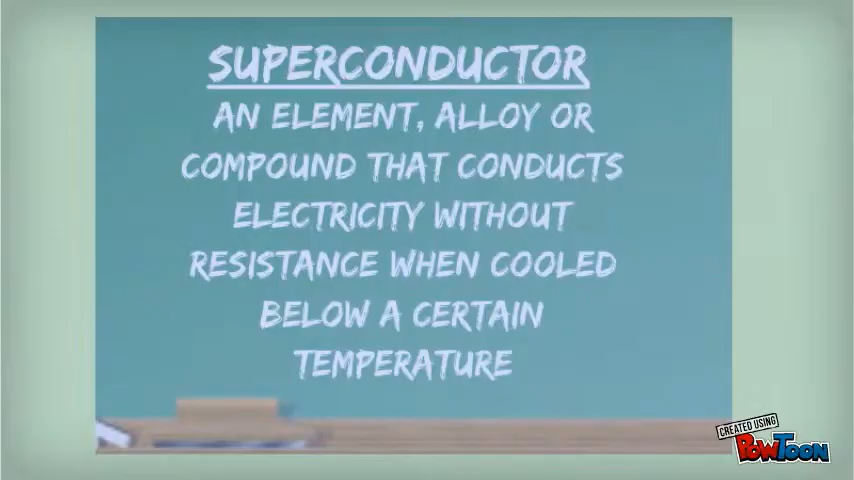 SUPERCONDUCTOR
AN ELEMENT, ALLOY OR
COMPOUND THAT CONDUCTS
ELECTRICITY WITHOUT
RESISTANCE WHEN COOLED
BELOW A CERTAIN
TEMPERATURE
CREATED USING
POWTOON